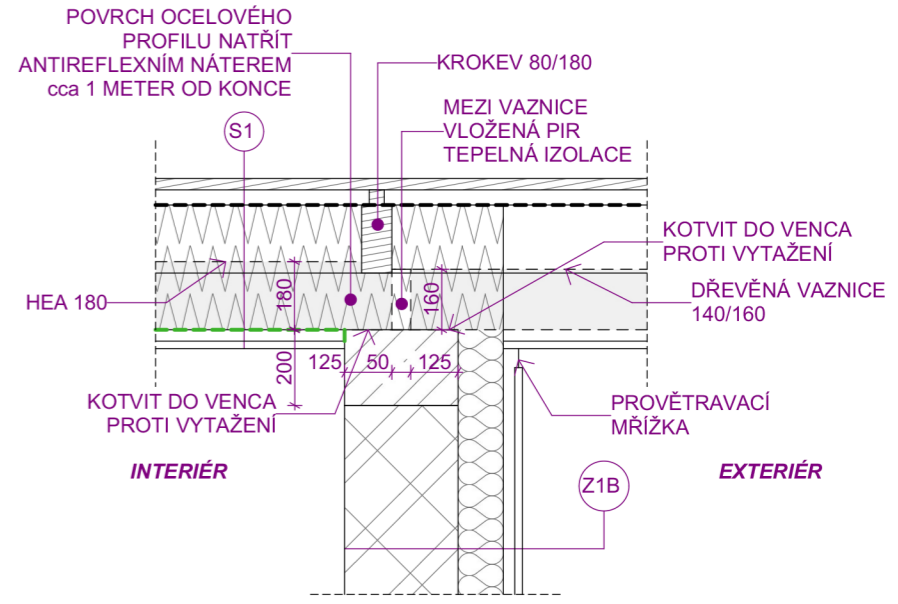 POVRCH OCELOVÉHO
PROFILU NATŘÍT
ANTIREFLEXNÍM NÁTEREM
cca 1 METER OD KONCE
KROKEV 80/180
MEZI VAZNICE
VLOŽENÁ PIR
TEPELNÁ IZOLACE
S1
KOTVIT DO VENCA
PROTI VYTAŽENÍ
HEA 180
180
160
DŘEVĚNÁ VAZNICE
140/160
200
125
50
125
KOTVIT DO VENCA
PROTI VYTAŽENÍ
PROVĚTRAVACÍ
MŘÍŽKA
INTERIÉR
Z1B
EXTERIÉR